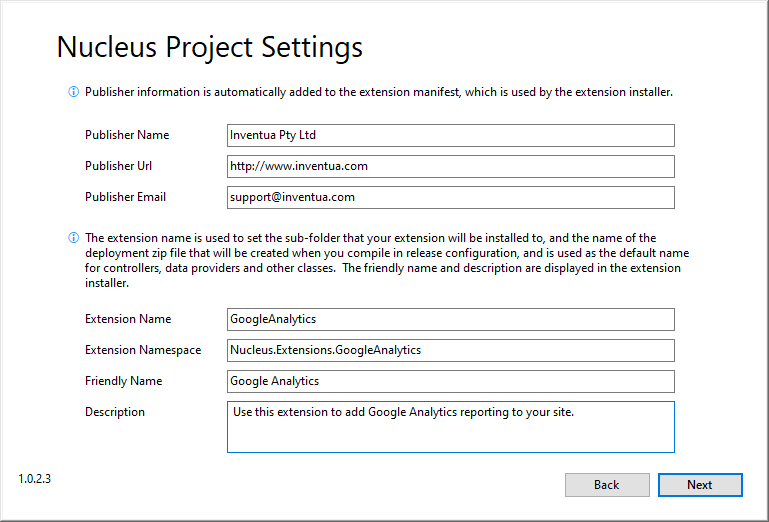 Nucleus Project Settings
Publisher information is automatically added to the extension manifest, which is used by the extension installer.
Publisher Name
Inventua Pty Ltd
Publisher Url
http://www.inventua.com
Publisher Email
support@inventua.com
The extension name is used to set the sub-folder that your extension will be installed to, and the name of the
deployment zip file that will be created when you compile in release configuration, and is used as the default name
for controllers, data providers and other classes.  The friendly name and description are displayed in the extension
installer.
Extension Name
GoogleAnalytics
Extension Namespace
Nucleus.Extensions.GoogleAnalytics
Friendly Name
Google Analytics
Description
Use this extension to add Google Analytics reporting to your site.
1.0.2.3
Back
Next